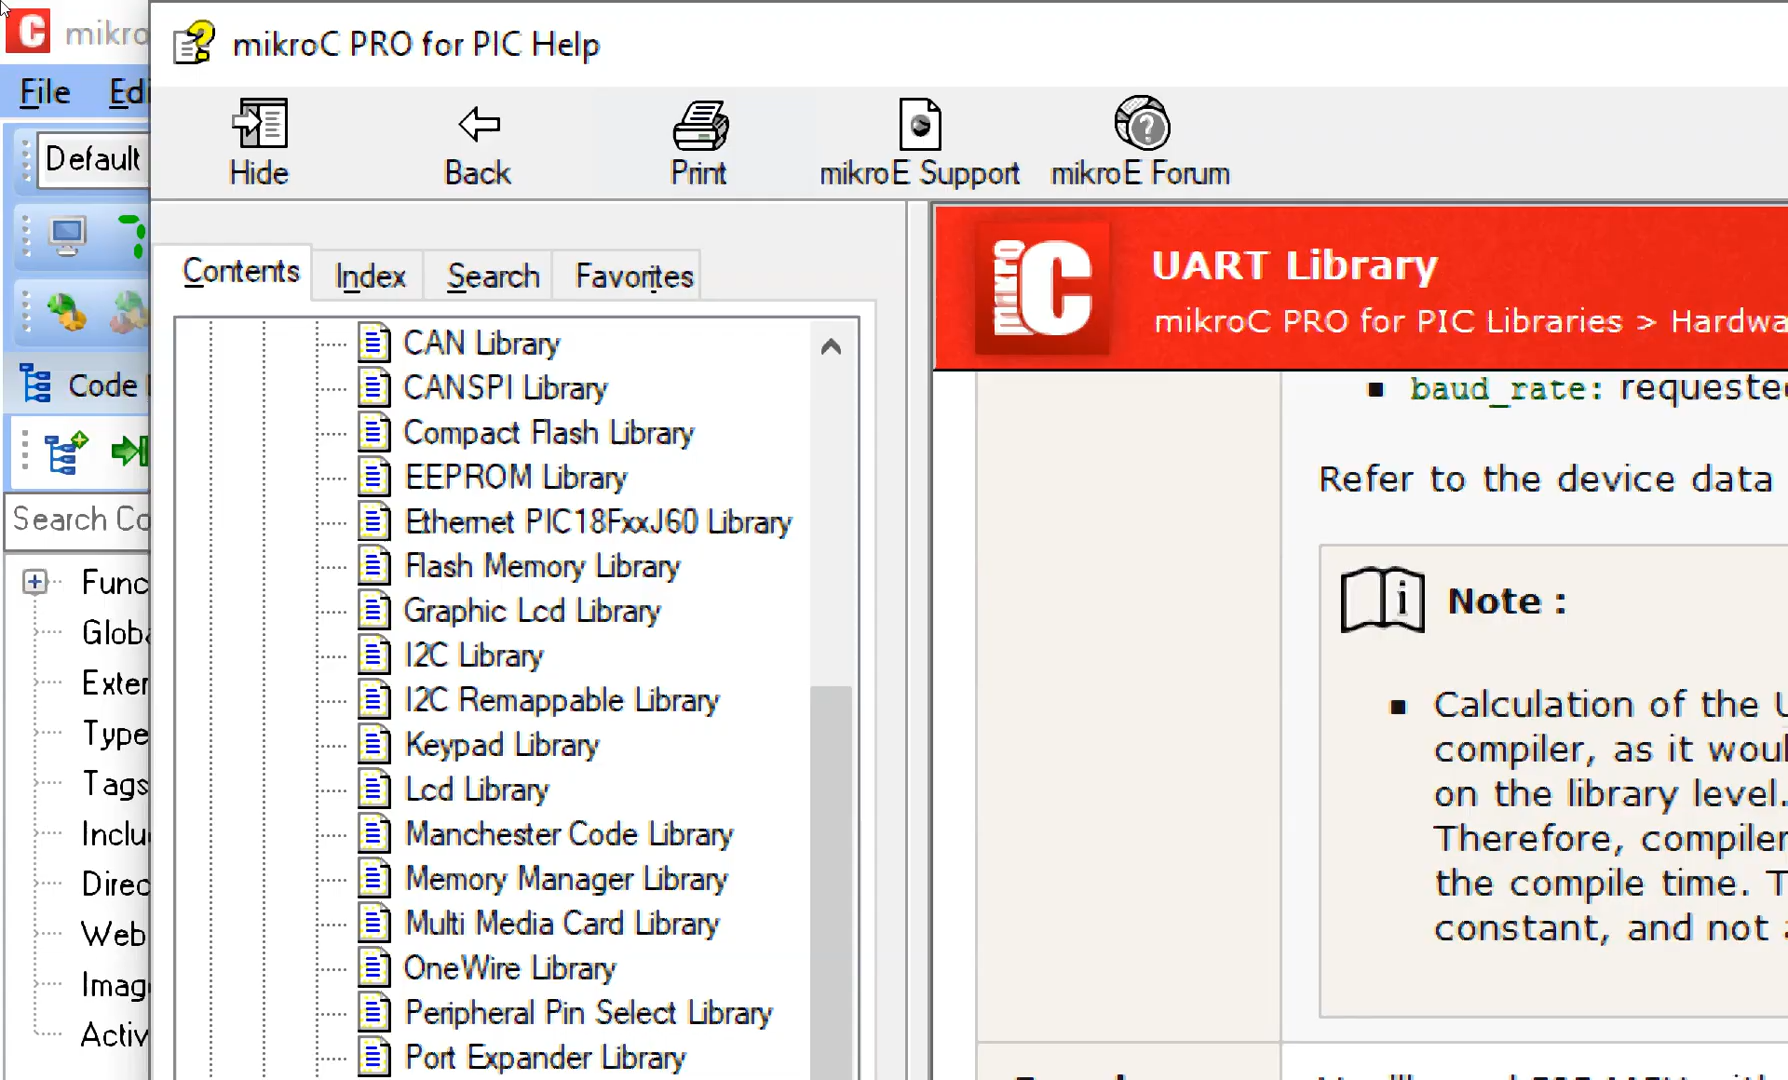 mikro
File Edi
Default
Code
Search Co
Func
Globa
Exter
Type
Tags
Inclu
Direc
Web
Imag
Activ
mikroC PRO for PIC Help
Hide Back Print mikroE Support mikroE Forum
Contents Index Search Favorites
CAN Library
CANSPI Library
Compact Flash Library
EEPROM Library
Ethernet PIC18FxxJ60 Library
Flash Memory Library
Graphic Lcd Library
I2C Library
I2C Remappable Library
Keypad Library
Lcd Library
Manchester Code Library
Memory Manager Library
Multi Media Card Library
OneWire Library
Peripheral Pin Select Library
Port Expander Library
mikro C
UART Library
mikroC PRO for PIC Libraries > Hardwa
baud_rate: requested
Refer to the device data
Note :
Calculation of the U
compiler, as it woul
on the library level.
Therefore, compiler
the compile time. T
constant, and not a